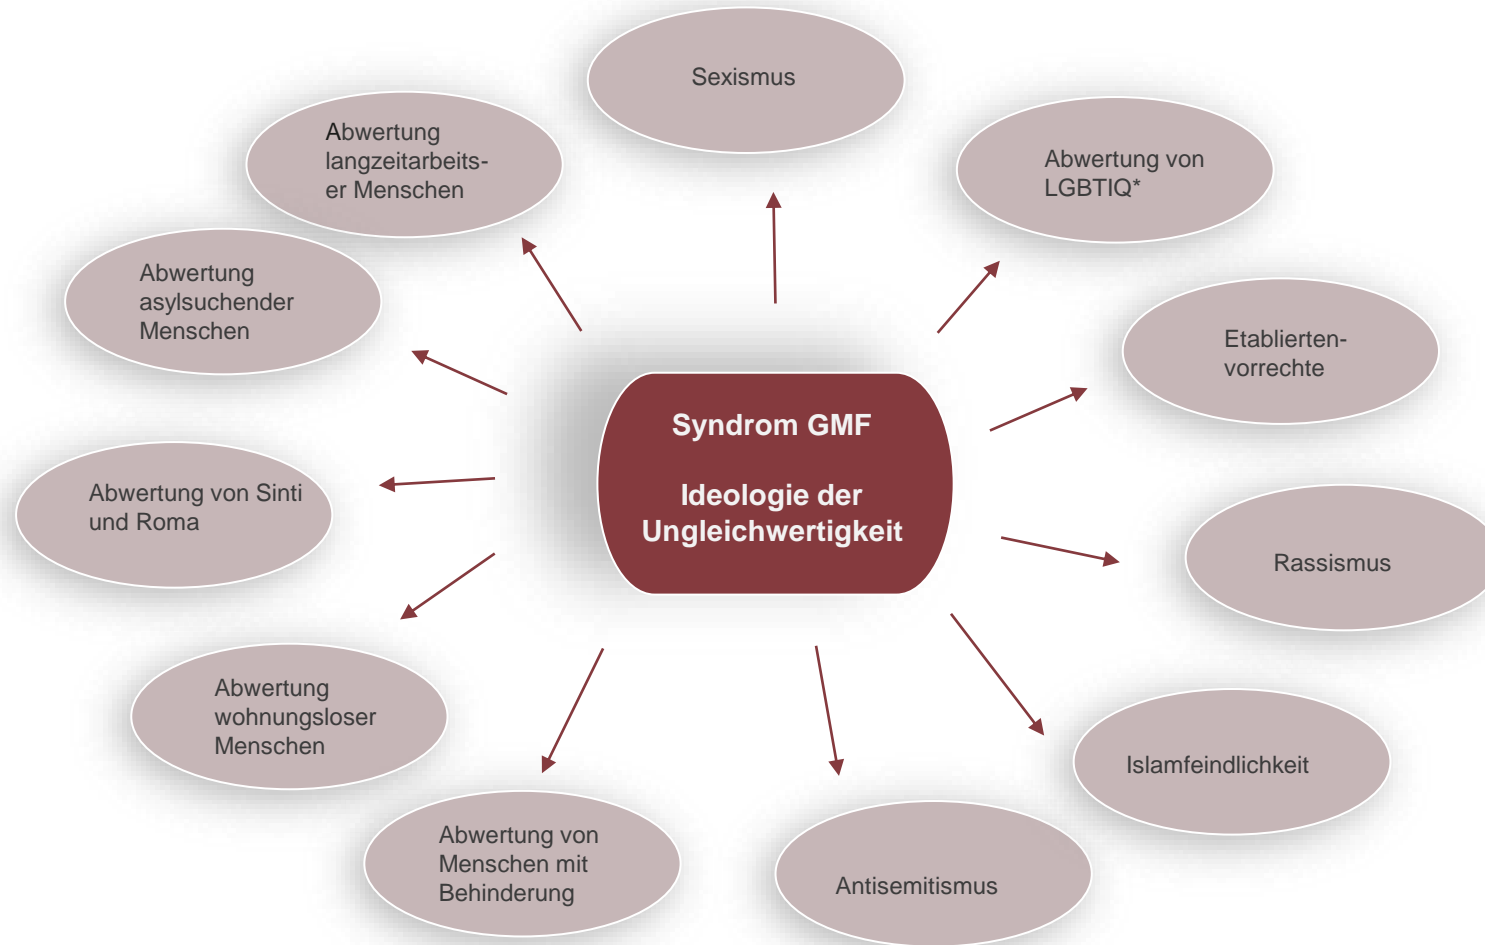 Sexismus
Abwertung
langzeitarbeits-
er Menschen
Abwertung von
LGBTIQ*
Abwertung
asylsuchender
Menschen
Etablierten-
vorrechte
Syndrom GMF
Ideologie der
Ungleichwertigkeit
Abwertung von Sinti
und Roma
Rassismus
Abwertung
wohnungsloser
Menschen
Islamfeindlichkeit
Abwertung von
Menschen mit
Behinderung
Antisemitismus